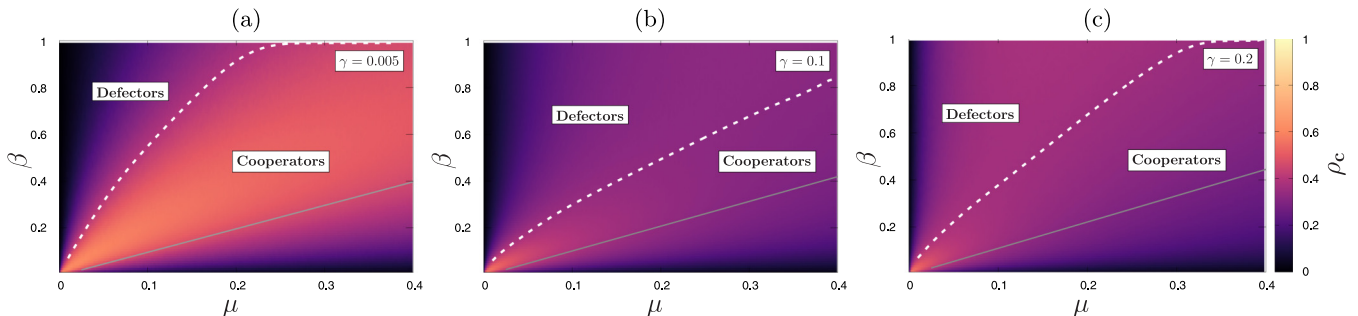 (a)
(b)
(c)
1
0.8
0.6
0.4
0.2
β
Defectors
γ = 0.005
Cooperators
0
0.1
0.2
0.3
0.4
μ
1
0.8
0.6
0.4
0.2
β
γ = 0.1
Defectors
Cooperators
0
0.1
0.2
0.3
0.4
μ
1
0.8
0.6
0.4
0.2
β
γ = 0.2
Defectors
Cooperators
0
0.1
0.2
0.3
0.4
μ
1
0.8
0.6
0.4
0.2
0
ρc